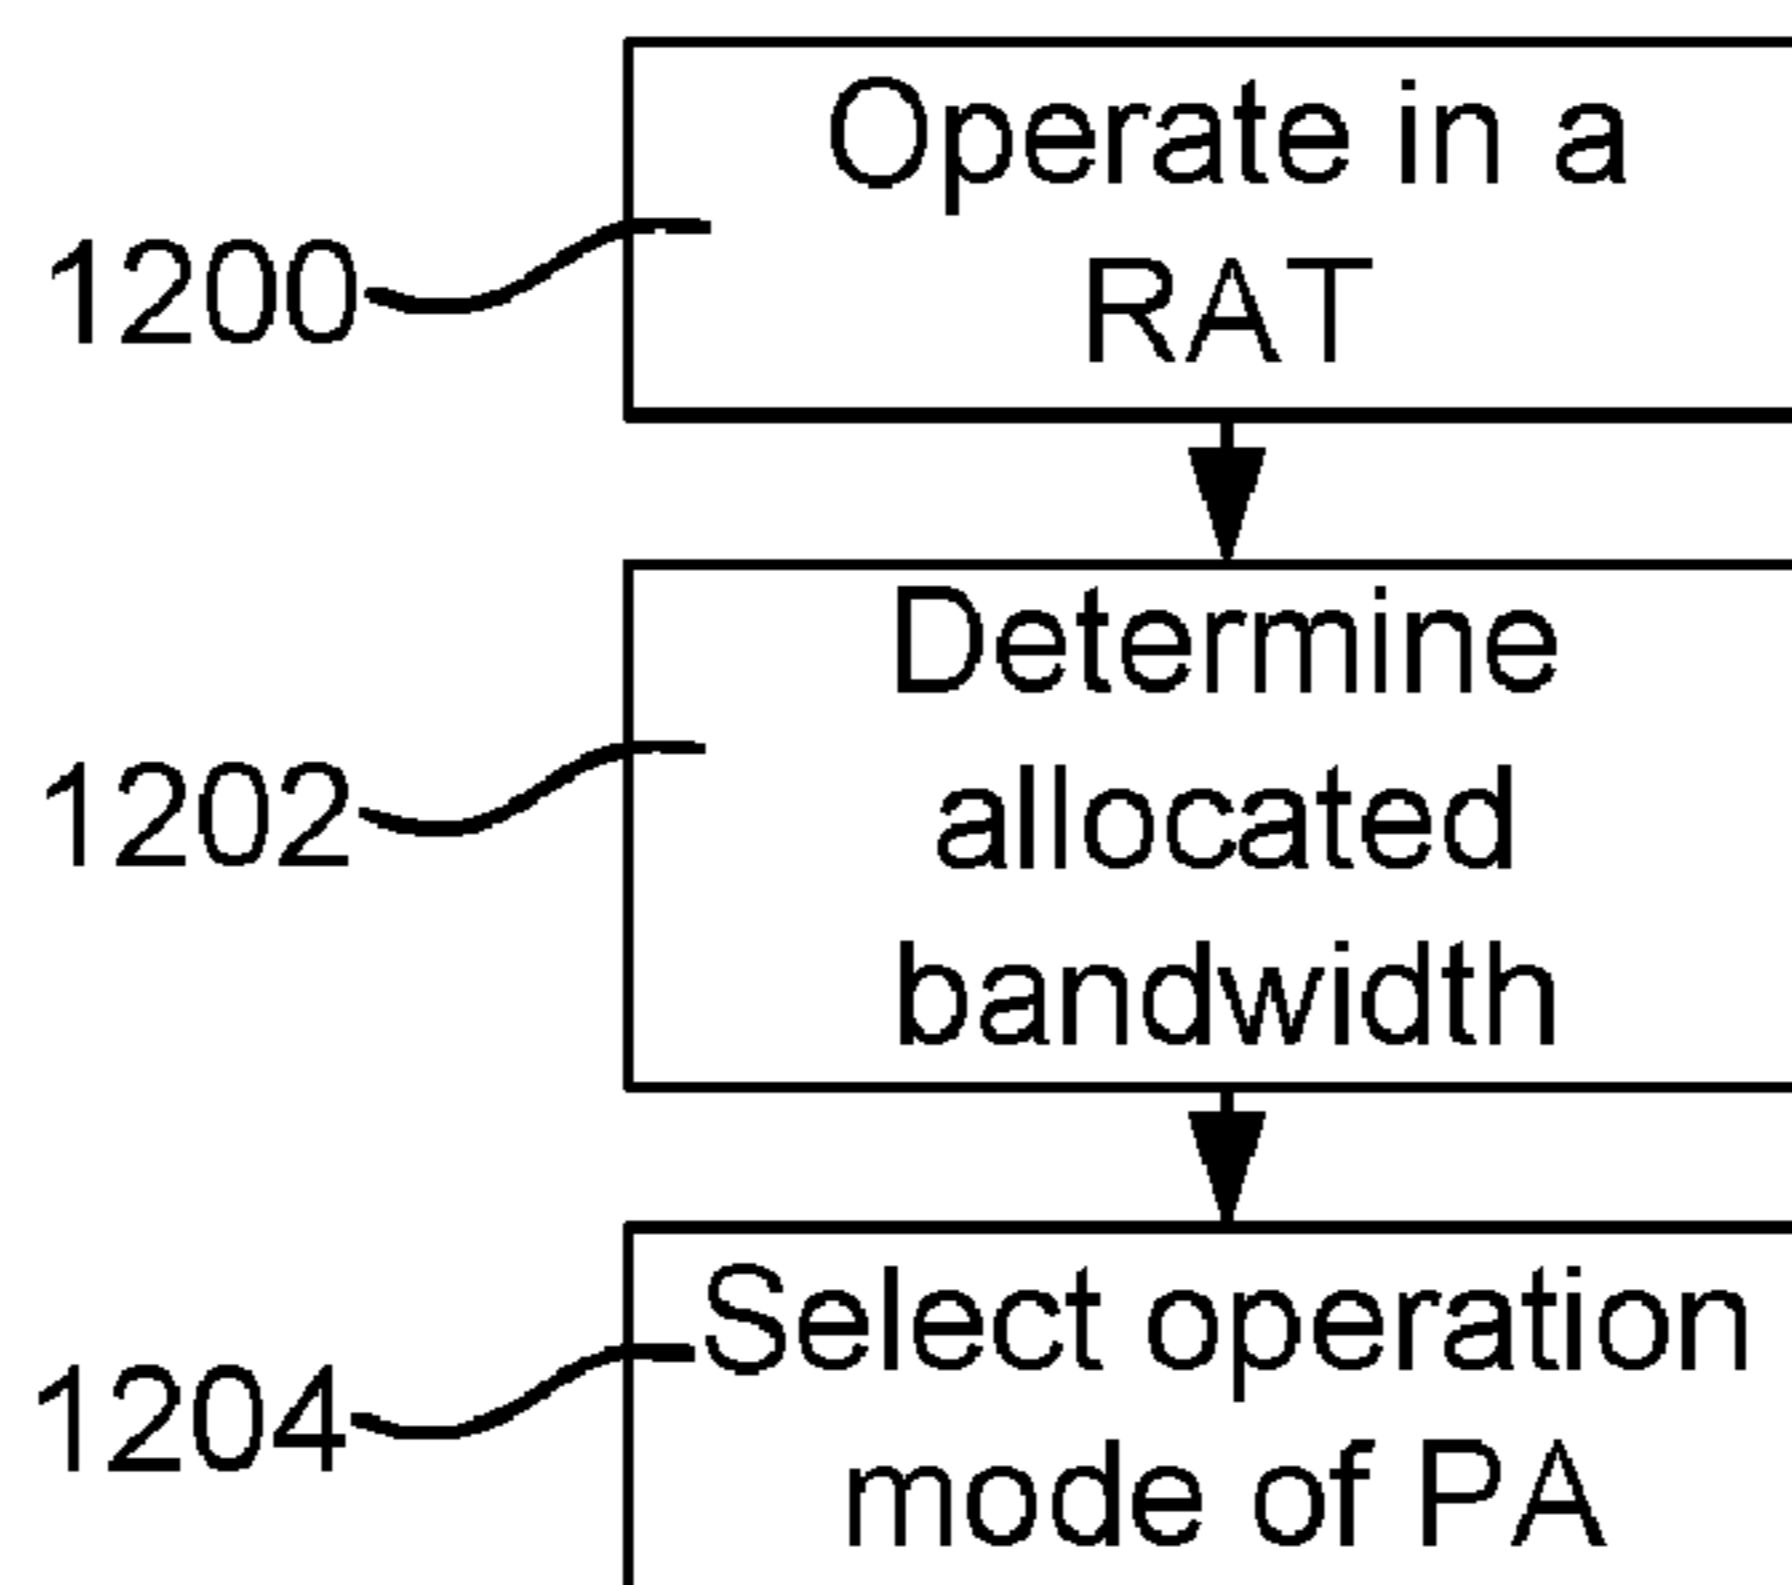 1200
Operate in a
RAT
1202
Determine
allocated
bandwidth
1204
Select operation
mode of PA